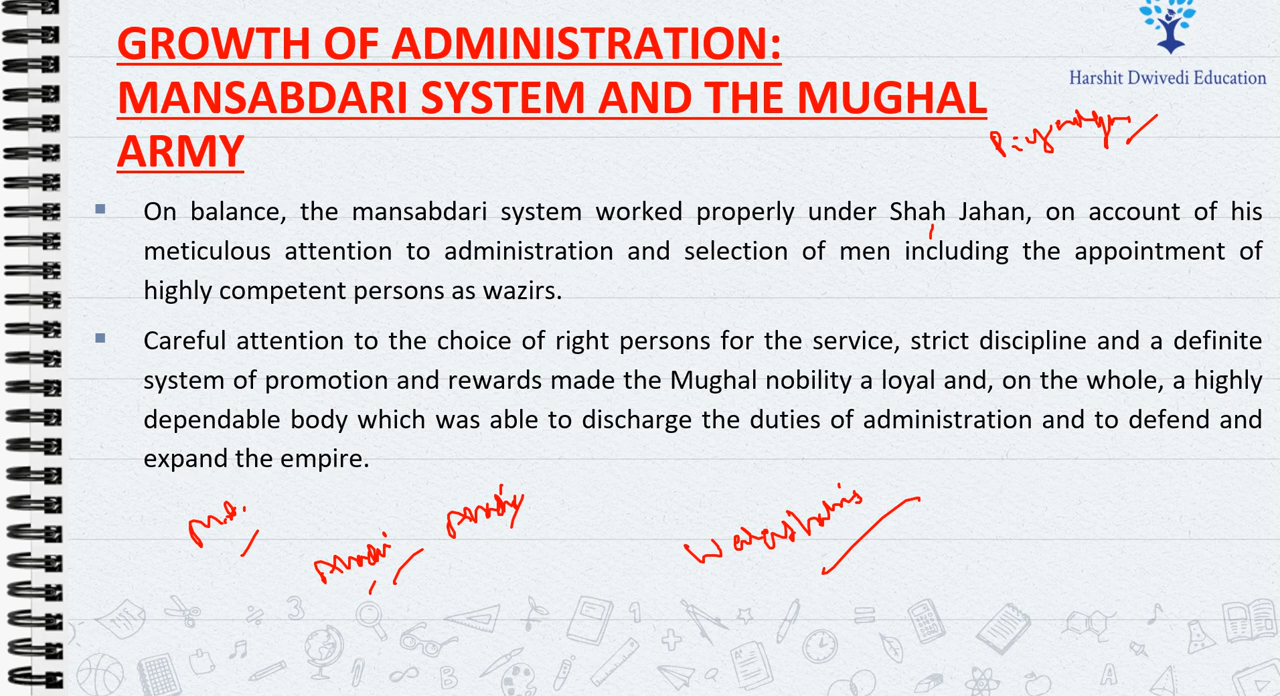 Harshit Dwivedi Education
GROWTH OF ADMINISTRATION:
MANSABDARI SYSTEM AND THE MUGHAL
ARMY
▪ On balance, the mansabdari system worked properly under Shah Jahan, on account of his
meticulous attention to administration and selection of men including the appointment of
highly competent persons as wazirs.
▪ Careful attention to the choice of right persons for the service, strict discipline and a definite
system of promotion and rewards made the Mughal nobility a loyal and, on the whole, a highly
dependable body which was able to discharge the duties of administration and to defend and
expand the empire.